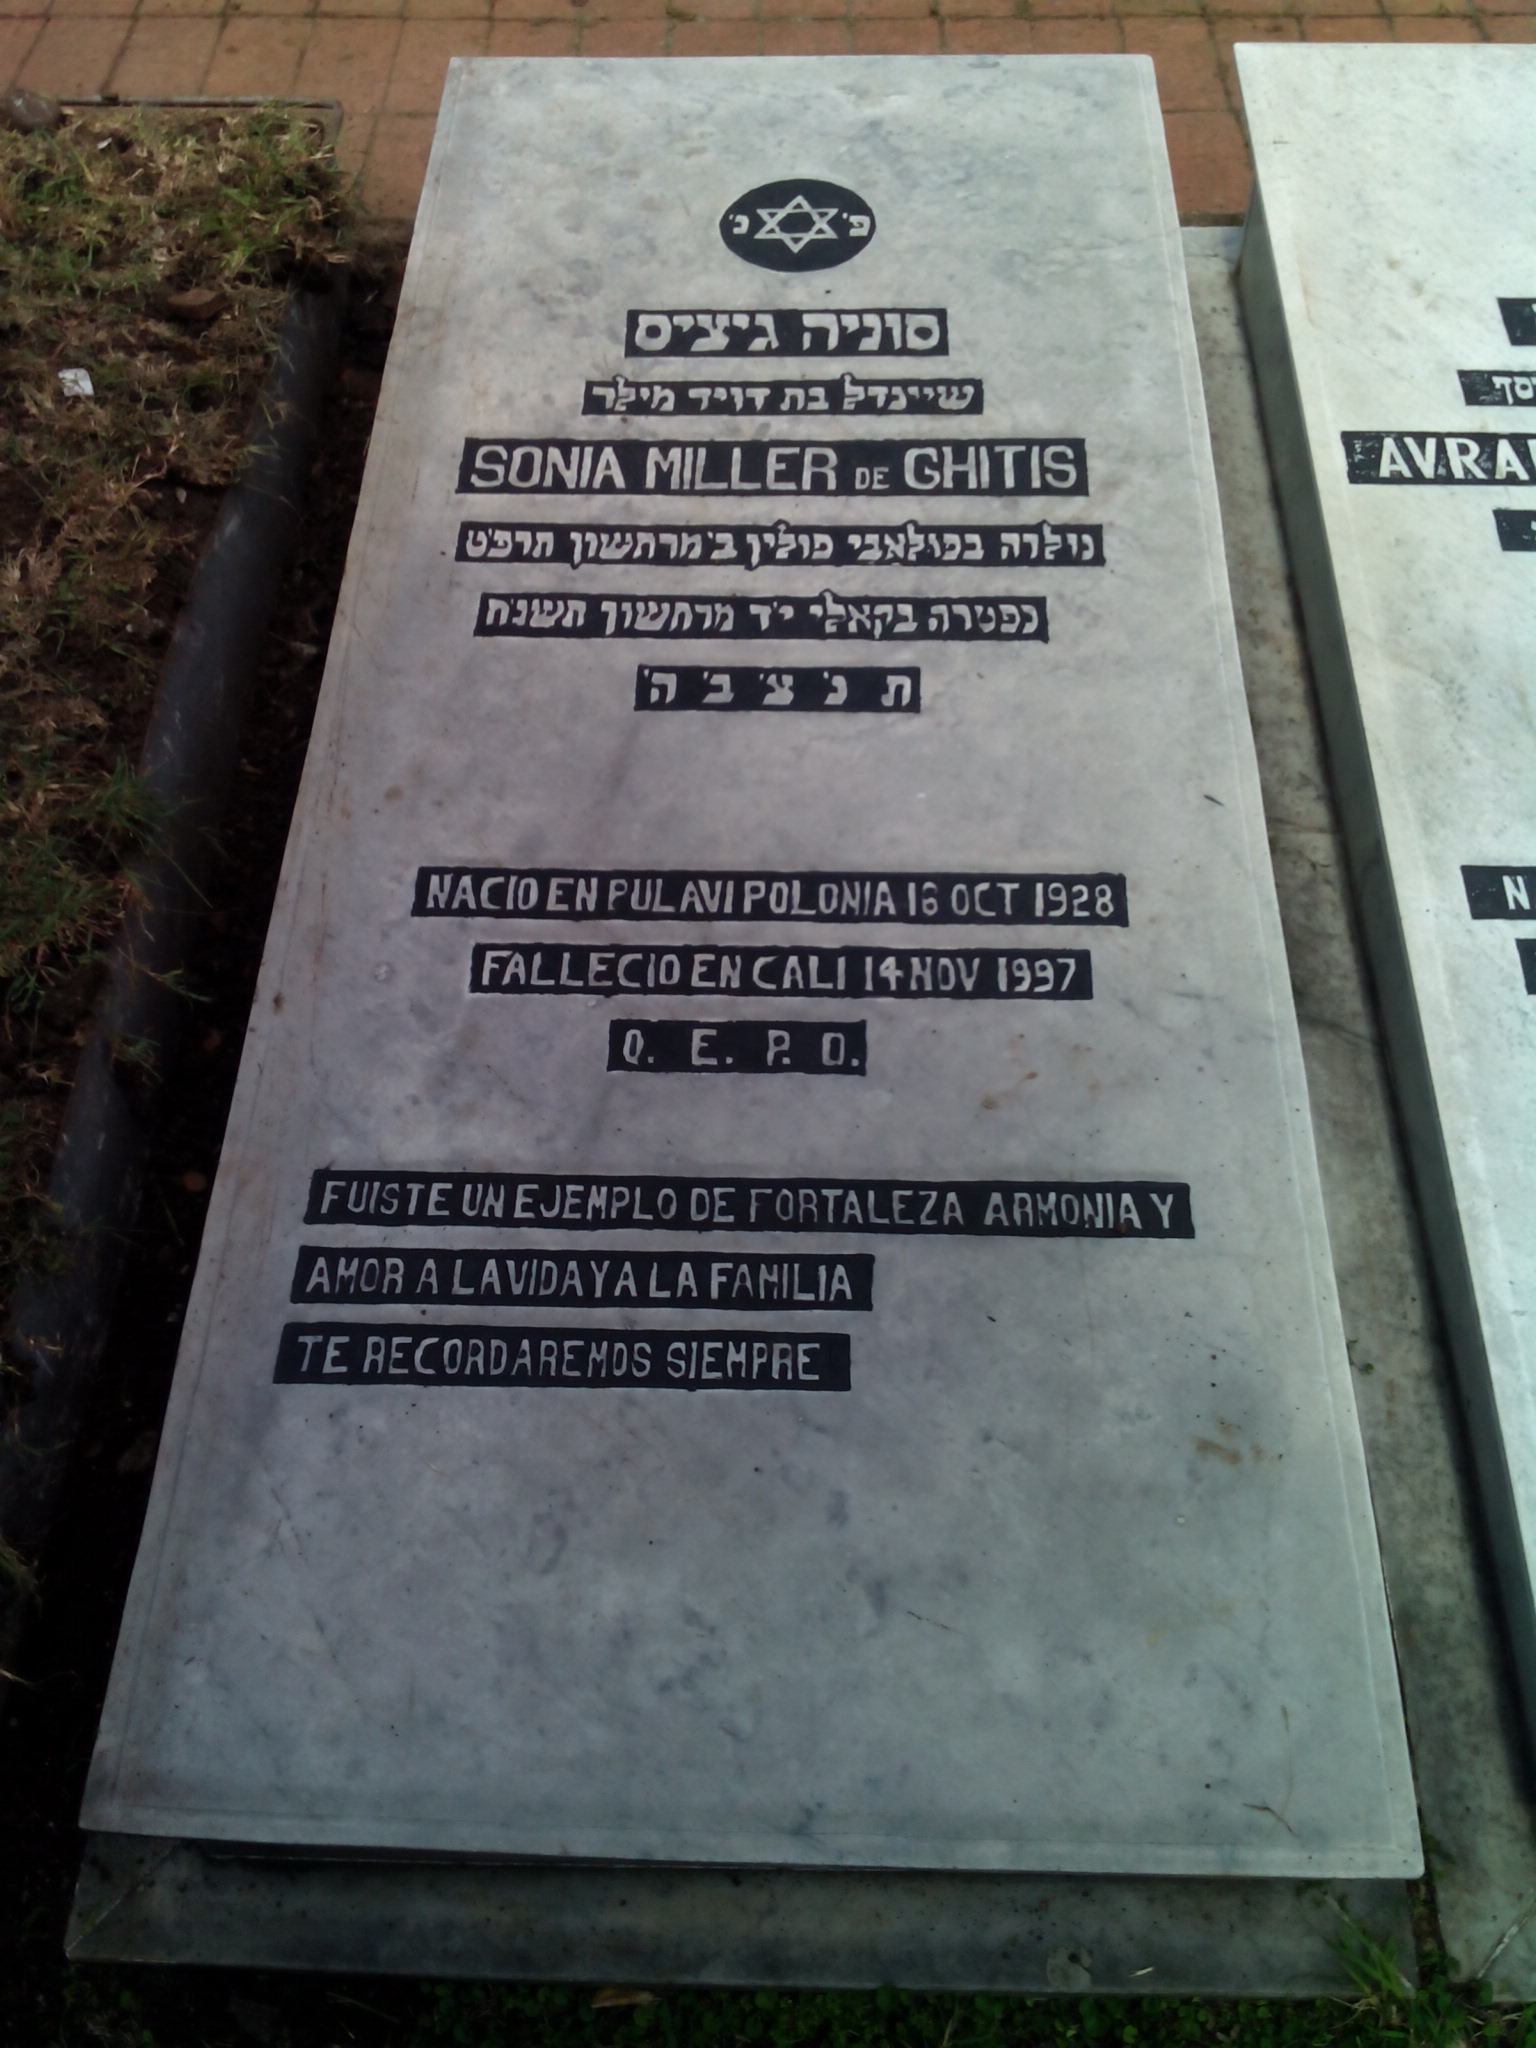 פ' נ'
סוניה גיציס
שיינדל בת דויד מילר
SONIA MILLER DE GHITIS
נולדה בפולאבי פולין ב' מרחשון תרפ"ט
נפטרה בקאלי י"ד מרחשון תשנ"ח
ת נ' צ' ב' ה'
NACIO EN PULAVI POLONIA 16 OCT 1928
FALLECIO EN CALI 14 NOV 1997
Q. E. P. D.
FUISTE UN EJEMPLO DE FORTALEZA ARMONIA Y
AMOR A LA VIDA Y A LA FAMILIA
TE RECORDAREMOS SIEMPRE